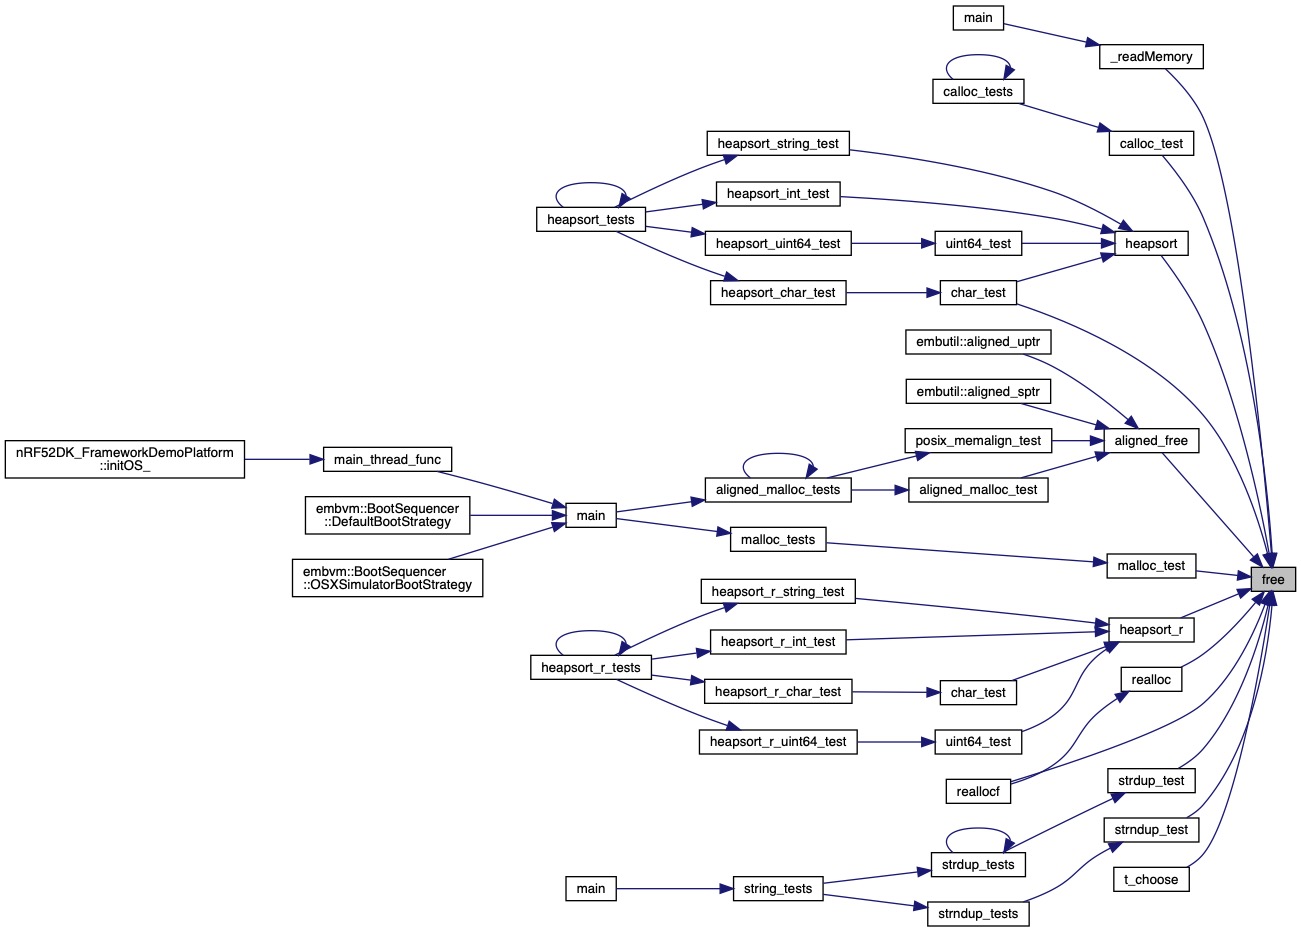 main
_readMemory
calloc_tests
calloc_test
heapsort_string_test
heapsort_int_test
heapsort_tests
heapsort_uint64_test
uint64_test
heapsort
heapsort_char_test
char_test
embutil::aligned_uptr
embutil::aligned_sptr
posix_memalign_test
aligned_free
nRF52DK_FrameworkDemoPlatform
::initOS_
main_thread_func
aligned_malloc_tests
aligned_malloc_test
embvm::BootSequencer
::DefaultBootStrategy
main
malloc_tests
embvm::BootSequencer
::OSXSimulatorBootStrategy
malloc_test
free
heapsort_r_string_test
heapsort_r
heapsort_r_int_test
heapsort_r_tests
realloc
heapsort_r_char_test
char_test
heapsort_r_uint64_test
uint64_test
reallocf
strdup_test
strndup_test
strdup_tests
t_choose
main
string_tests
strndup_tests